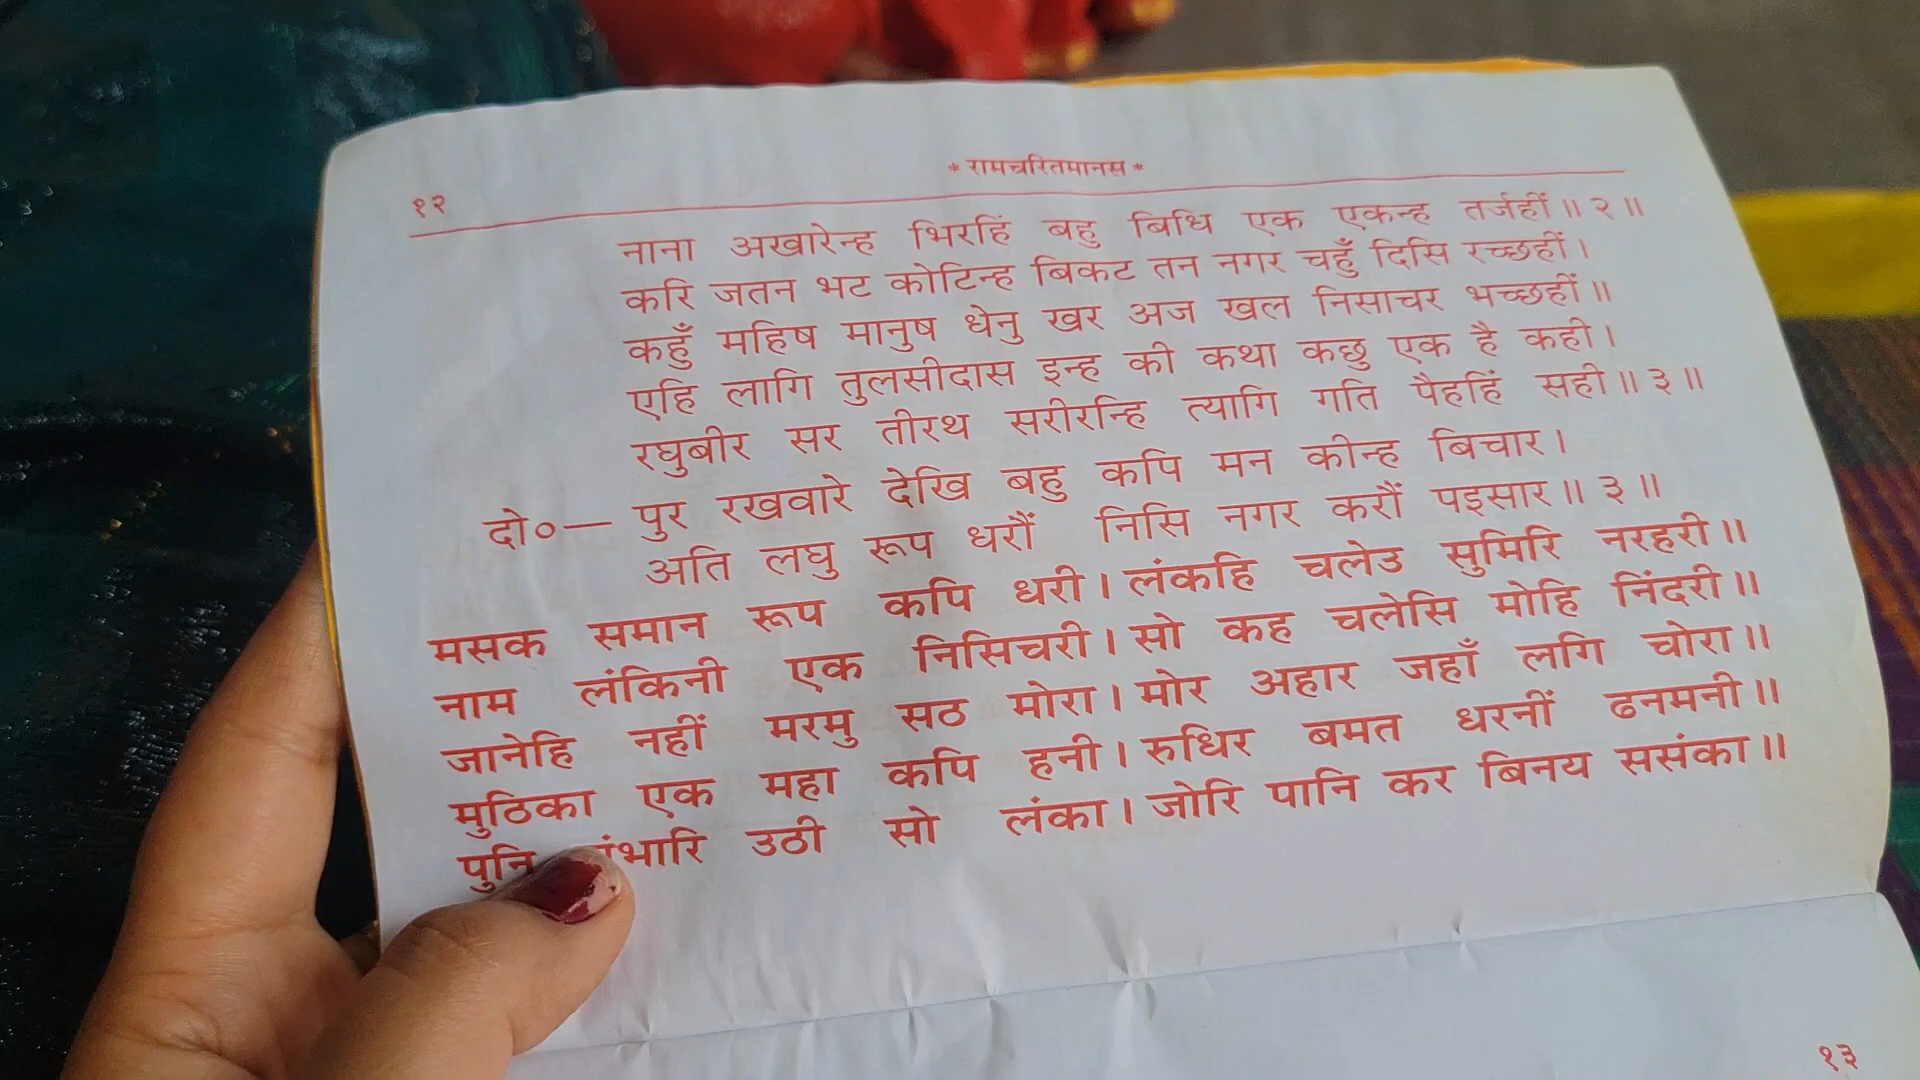 * रामचरितमानस *
१२
नाना अखारेन्ह भिरहिं बहु बिधि एक एकन्ह तर्जहीं॥२॥
करि जतन भट कोटिन्ह बिकट तन नगर चहुँ दिसि रच्छहीं।
कहुँ महिष मानुष धेनु खर अज खल निसाचर भच्छहीं॥
एहि लागि तुलसीदास इन्ह की कथा कछु एक है कही।
रघुबीर सर तीरथ सरीरन्हि त्यागि गति पैहहिं सही॥३॥
दो०— पुर रखवारे देखि बहु कपि मन कीन्ह बिचार।
अति लघु रूप धरौं निसि नगर करौं पइसार॥३॥
मसक समान रूप कपि धरी। लंकहि चलेउ सुमिरि नरहरी॥
नाम लंकिनी एक निसिचरी। सो कह चलेसि मोहि निंदरी॥
जानेहि नहीं मरमु सठ मोरा। मोर अहार जहाँ लगि चोरा॥
मुठिका एक महा कपि हनी। रुधिर बमत धरनीं ढनमनी॥
पुनि उठी सो लंका। जोरि पानि कर बिनय ससंका॥
१३